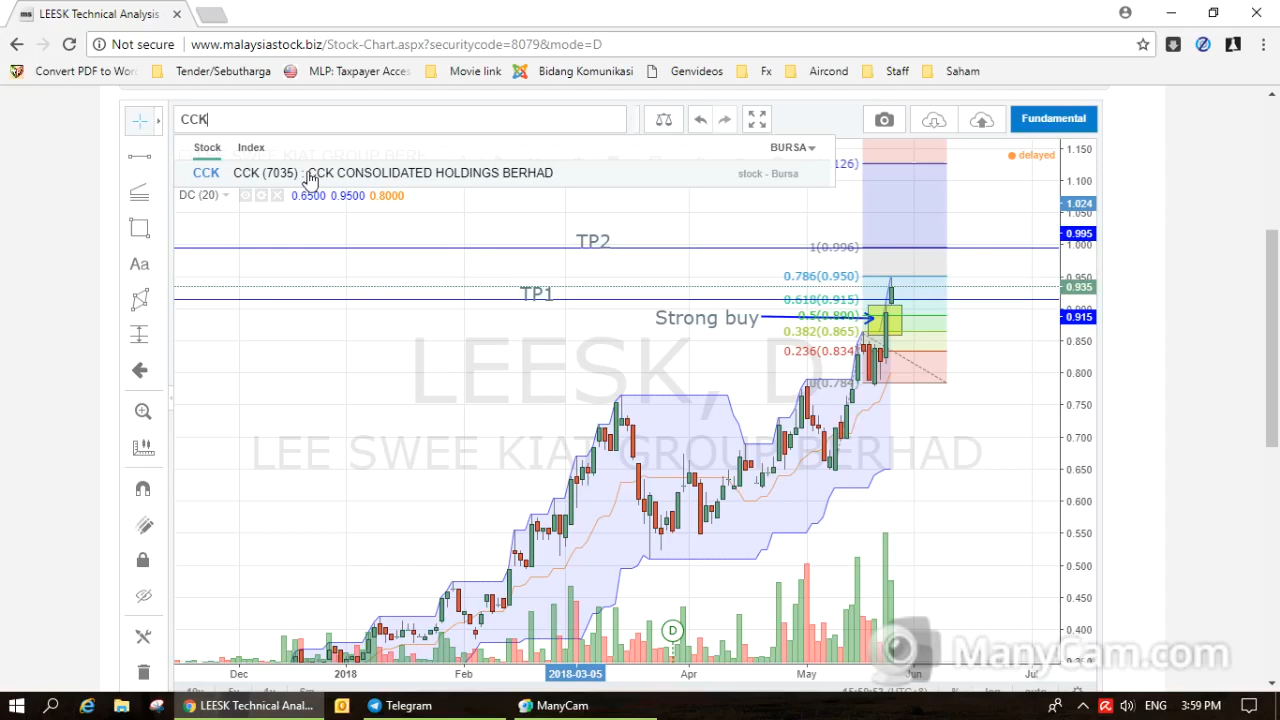 LEESK Technical Analysis
Not secure | www.malaysiastock.biz/Stock-Chart.aspx?securitycode=8079&mode=D
Convert PDF to Word Tender/Sebutharga MLP: Taxpayer Acces Movie link Bidang Komunikasi Genvideos Fx Aircond Staff Saham
CCK Fundamental
Stock Index BURSA
CCK CCK (7035) : CCK CONSOLIDATED HOLDINGS BERHAD stock - Bursa
DC (20) 0.6500 0.9500 0.8000
delayed
1.150
1.100
1.024
1.050
0.995
1.000
0.950
0.935
0.915
0.850
0.800
0.750
0.700
0.650
0.600
0.550
0.500
0.450
0.400
TP2
1(0.996)
0.786(0.950)
TP1
0.618(0.915)
Strong buy
0.5(0.890)
0.382(0.865)
0.236(0.834)
0(0.784)
LEESK, D
LEE SWEE KIAT GROUP BERHAD
D
ManyCam.com
Dec 2018 Feb 2018-03-05 Apr May Jun Jul
Aa
LEESK Technical Anal... Telegram ManyCam ENG 3:59 PM